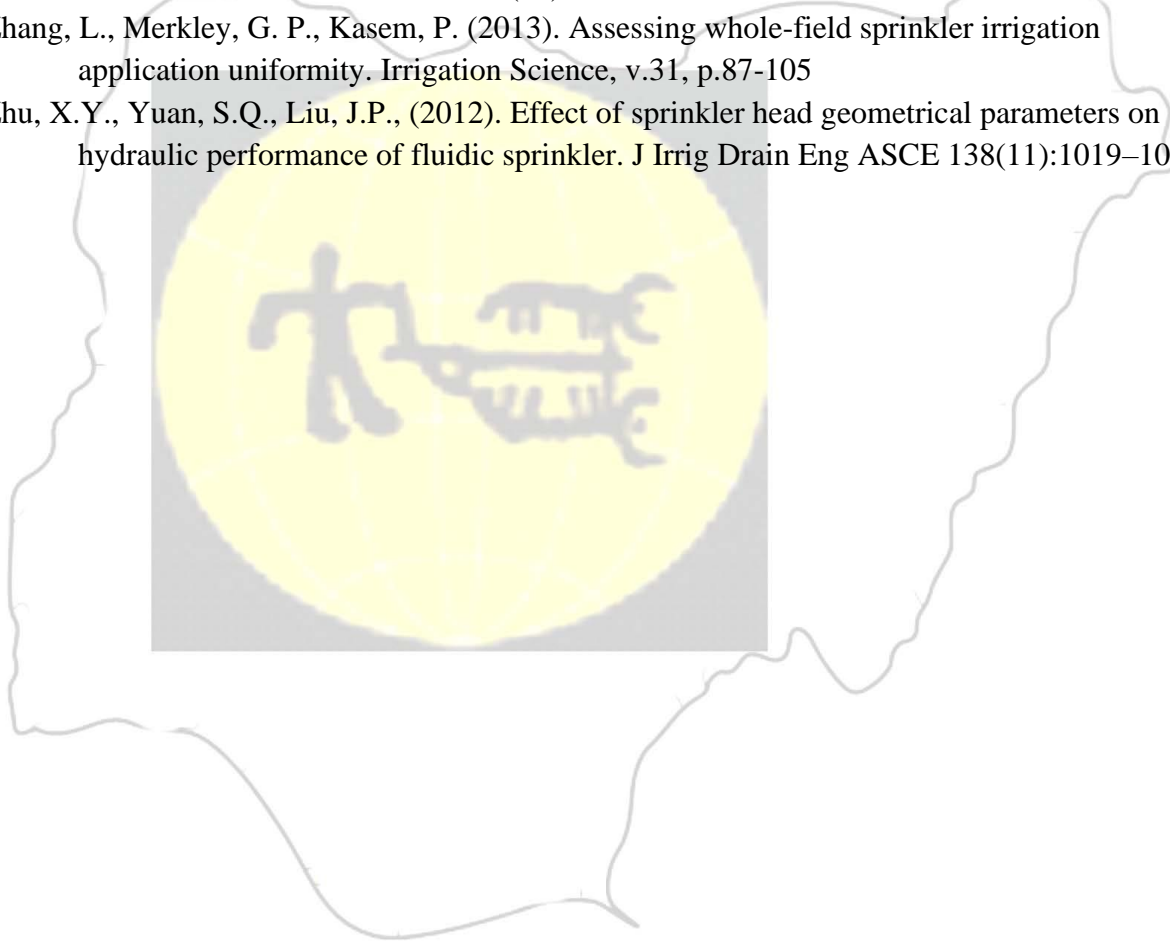 hang, L., Merkley, G. P., Kasem, P. (2013). Assessing whole-field sprinkler irrigation
application uniformity. Irrigation Science, v.31, p.87-105
hu, X.Y., Yuan, S.Q., Liu, J.P., (2012). Effect of sprinkler head geometrical parameters on
hydraulic performance of fluidic sprinkler. J Irrig Drain Eng ASCE 138(11):1019–10